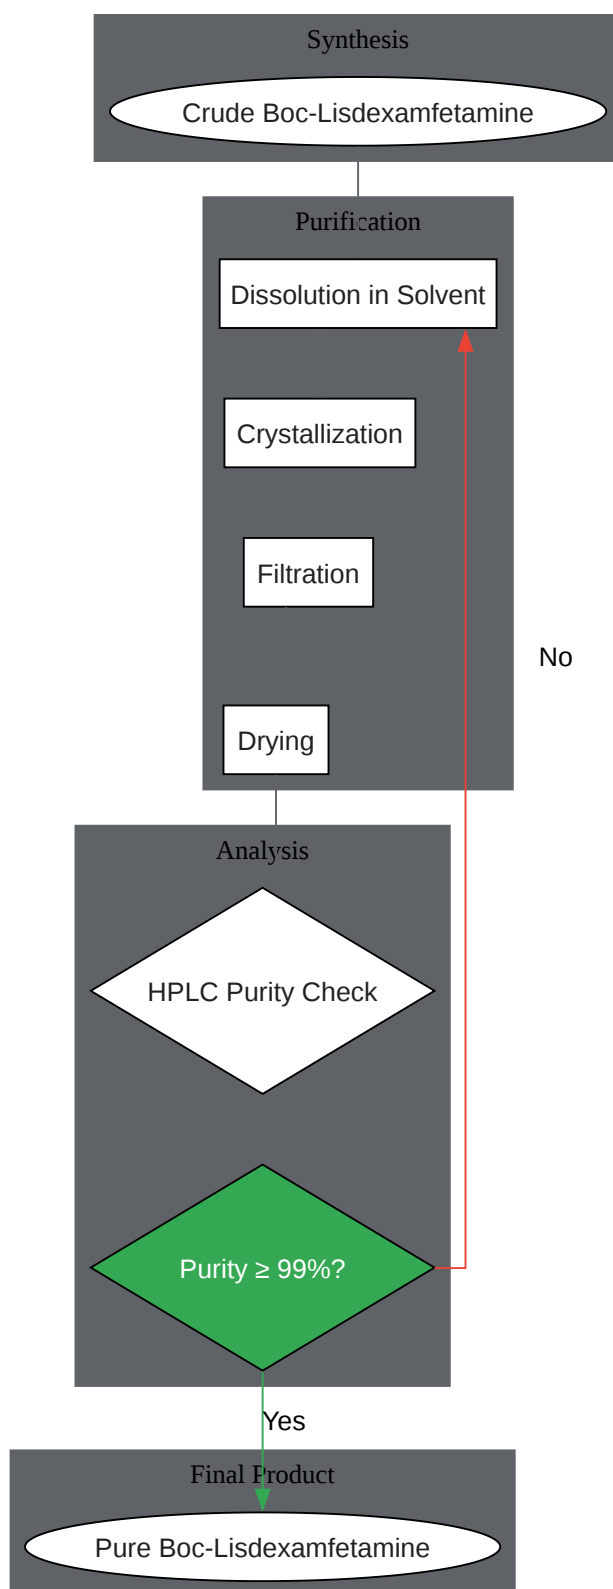 Synthesis
Crude Boc-Lisdexamfetamine
Purification
Dissolution in Solvent
Crystallization
Filtration
No
Drying
Analysis
HPLC Purity Check
Purity ≥ 99%?
Yes
Final Product
Pure Boc-Lisdexamfetamine